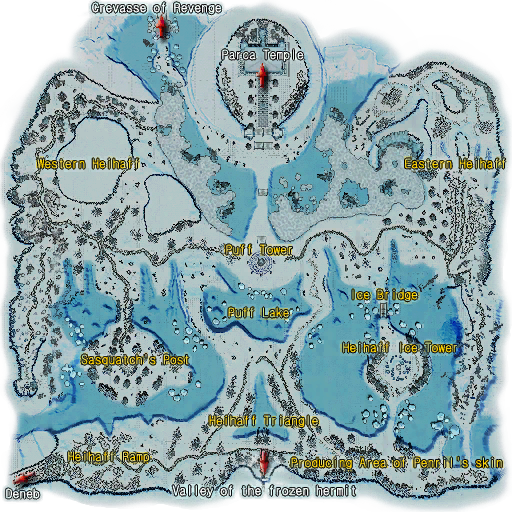 Crevasse of Revenge
Parca Temple
Western Heihaff
Eastern Heihaff
Puff Tower
Ice Bridge
Puff Lake
Heihaff Ice Tower
Sasquatch's Post
Heihaff Triangle
Heihaff Ramp
Producing Area of Penril's skin
Deneb
Valley of the frozen hermit